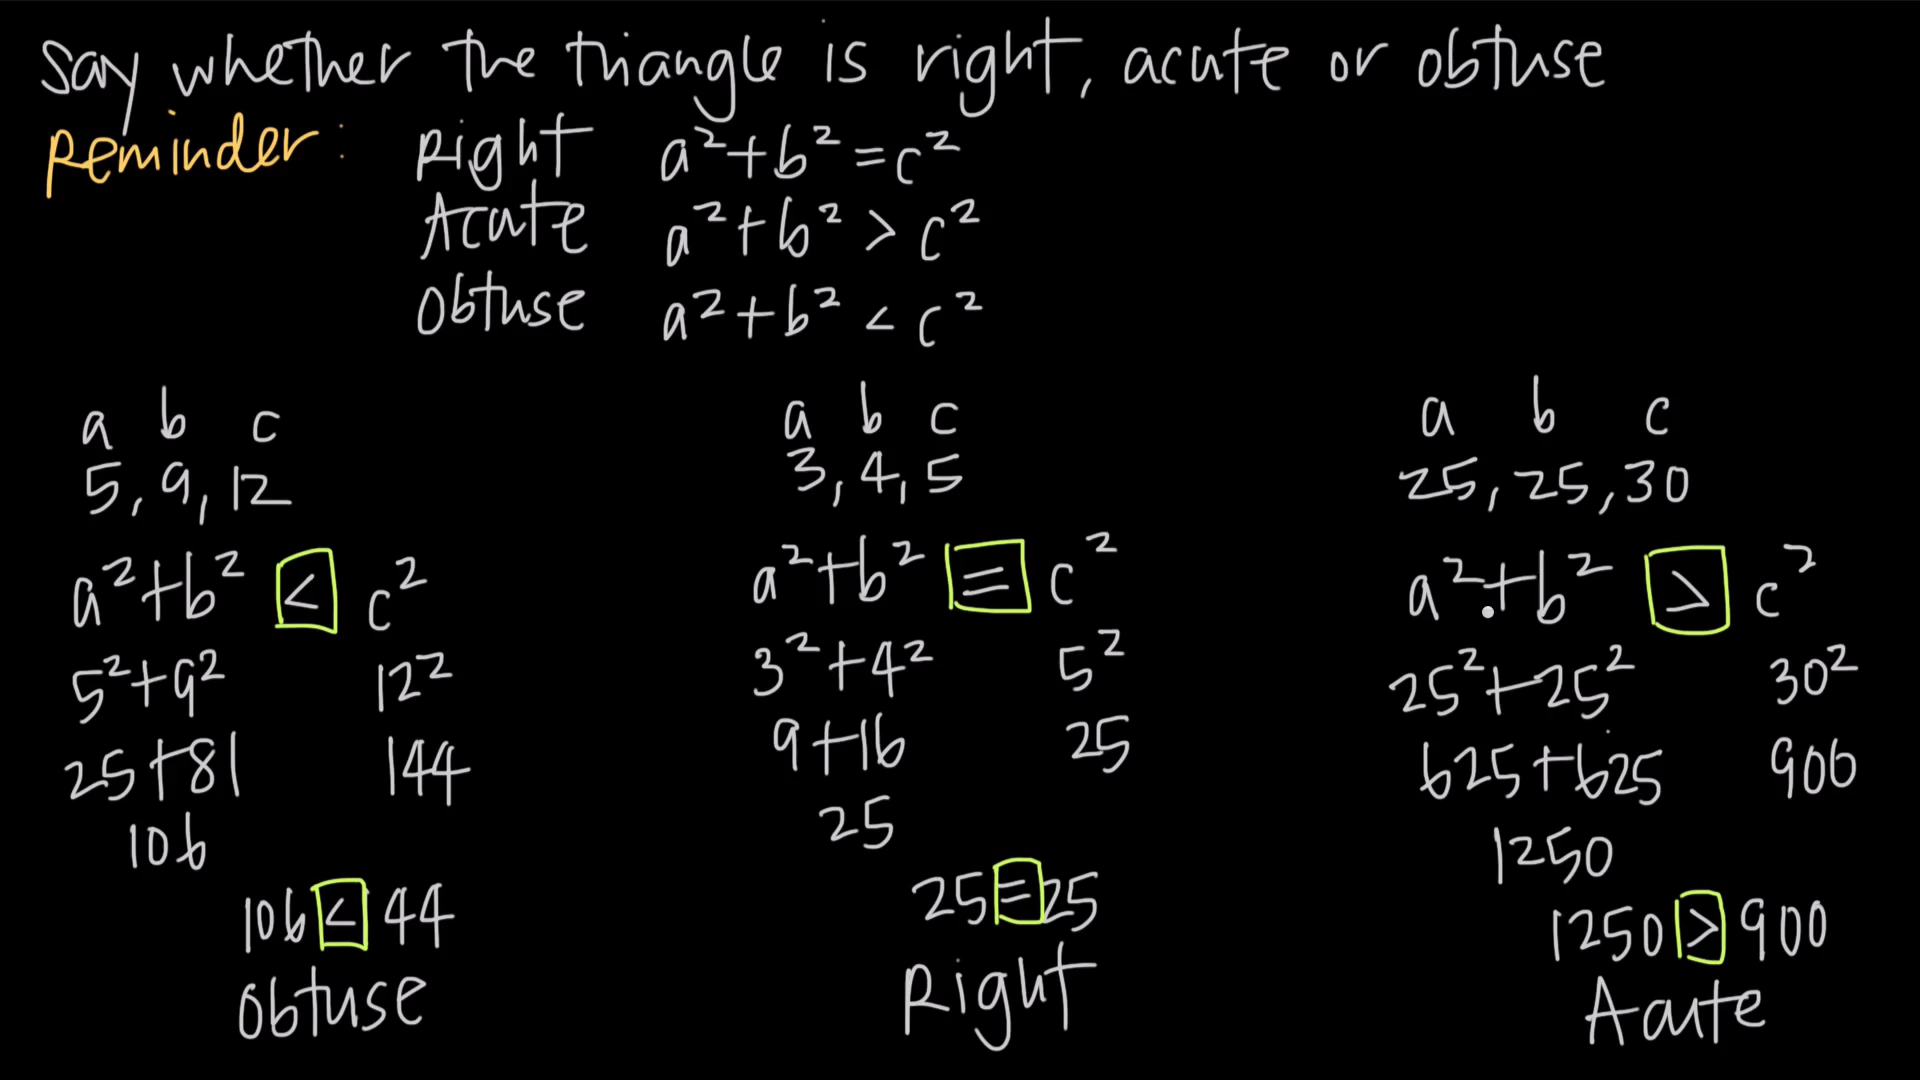 Say whether the triangle is right, acute or obtuse
Reminder: Right a²+b²=c²
Acute a²+b² > c²
Obtuse a²+b² < c²
a b c
5, 9, 12
a²+b² < c²
5²+9² 12²
25+81 144
106
106 < 44
Obtuse
a b c
3, 4, 5
a²+b² = c²
3²+4² 5²
9+16 25
25
25 = 25
Right
a b c
25, 25, 30
a²+b² > c²
25²+25² 30²
625+625 900
1250
1250 > 900
Acute